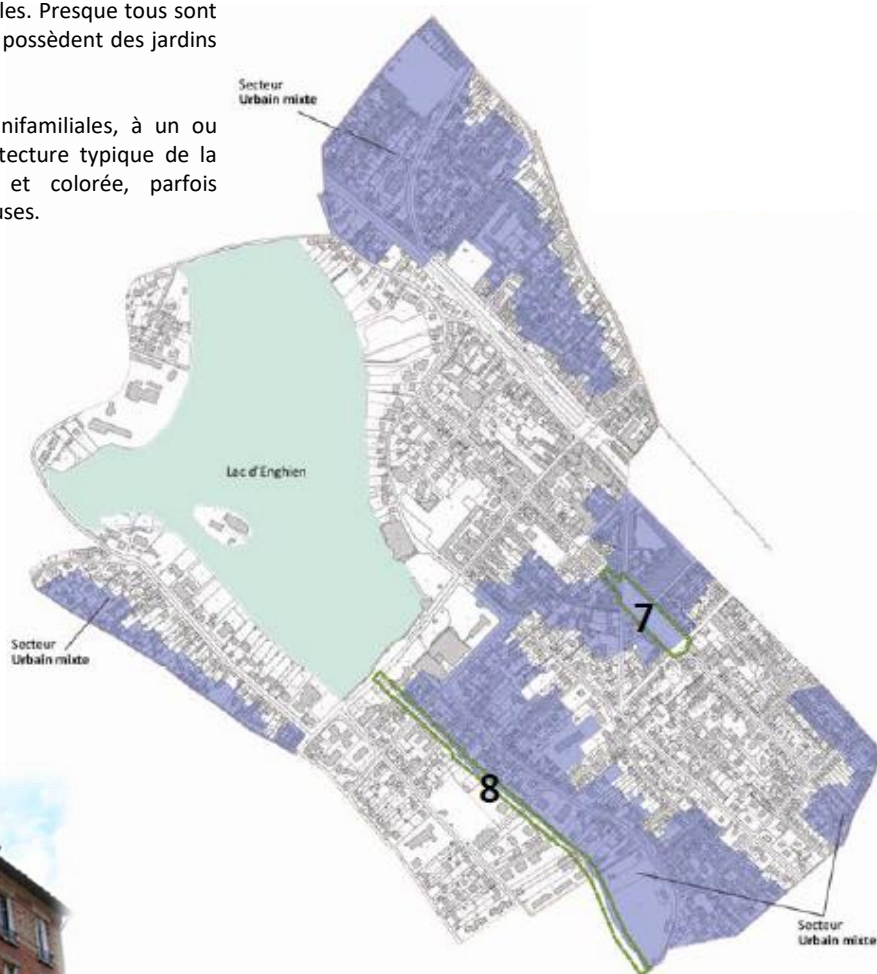 les. Presque tous sont
possèdent des jardins
nifamiliales, à un ou
tecture typique de la
et colorée, parfois
uses.
Secteur
Urbain mixte
Lac d'Enghien
7
Secteur
Urbain mixte
8
Secteur
Urbain mixte